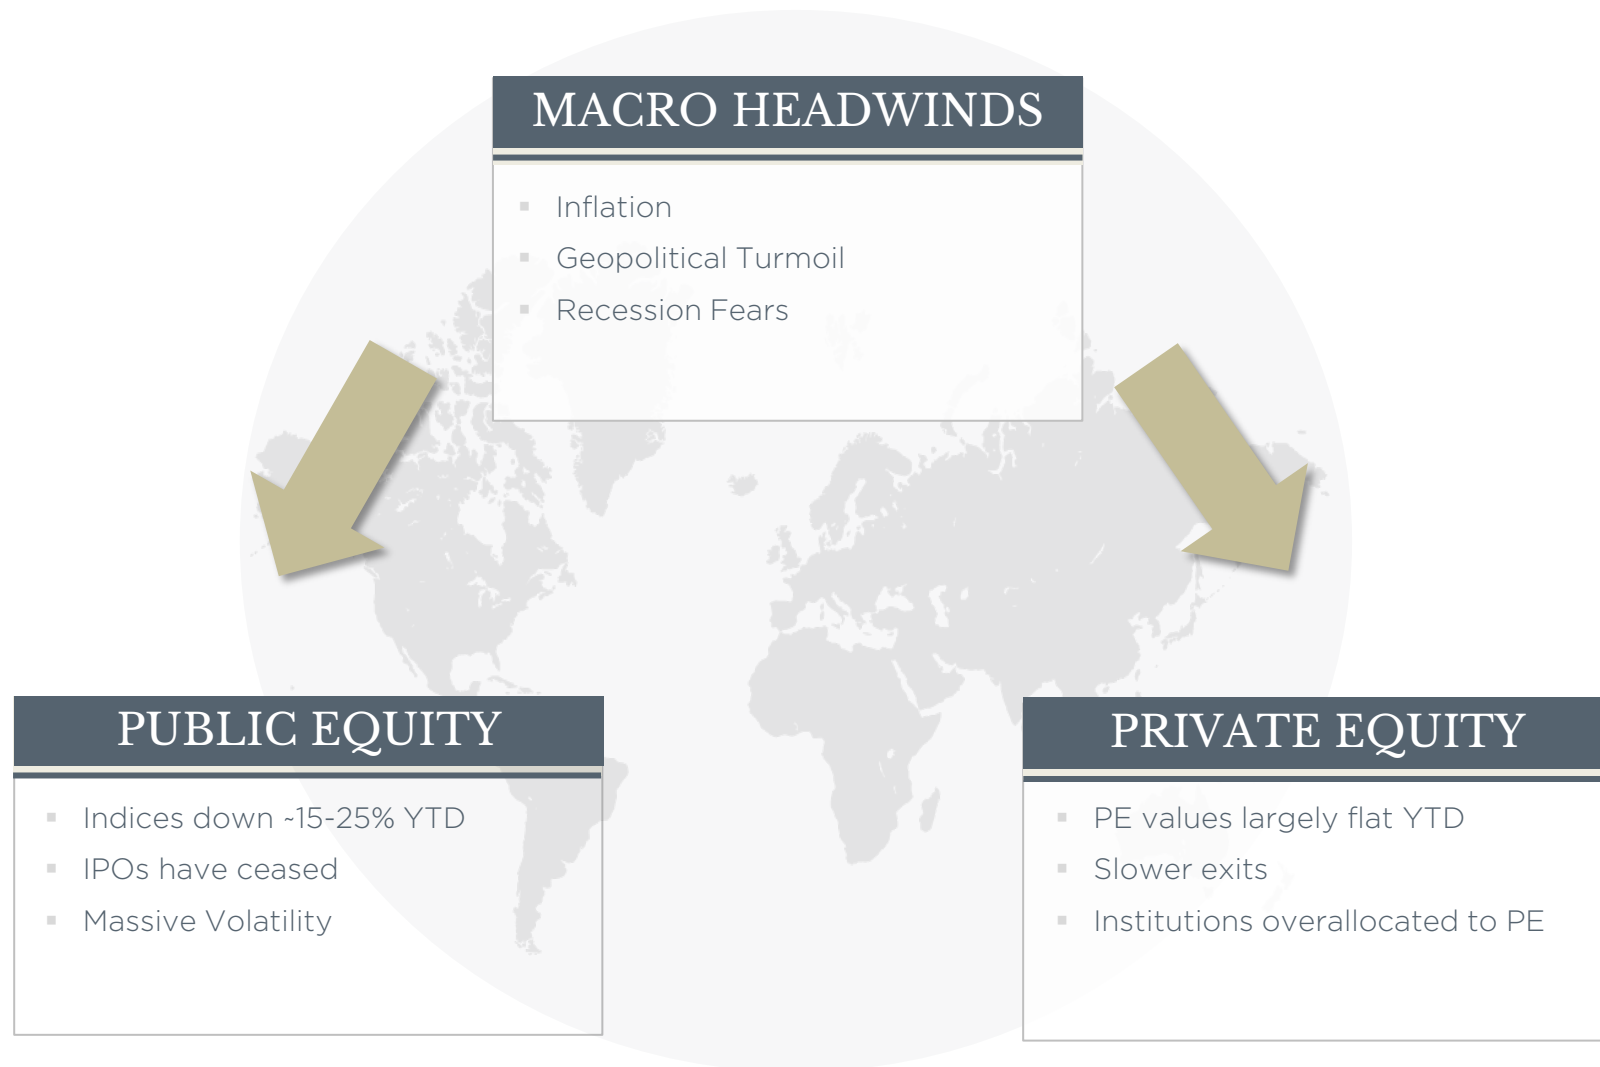 MACRO HEADWINDS
Inflation
Geopolitical Turmoil
Recession Fears
PUBLIC EQUITY
Indices down ~15-25% YTD
IPOs have ceased
Massive Volatility
PRIVATE EQUITY
PE values largely flat YTD
Slower exits
Institutions overallocated to PE